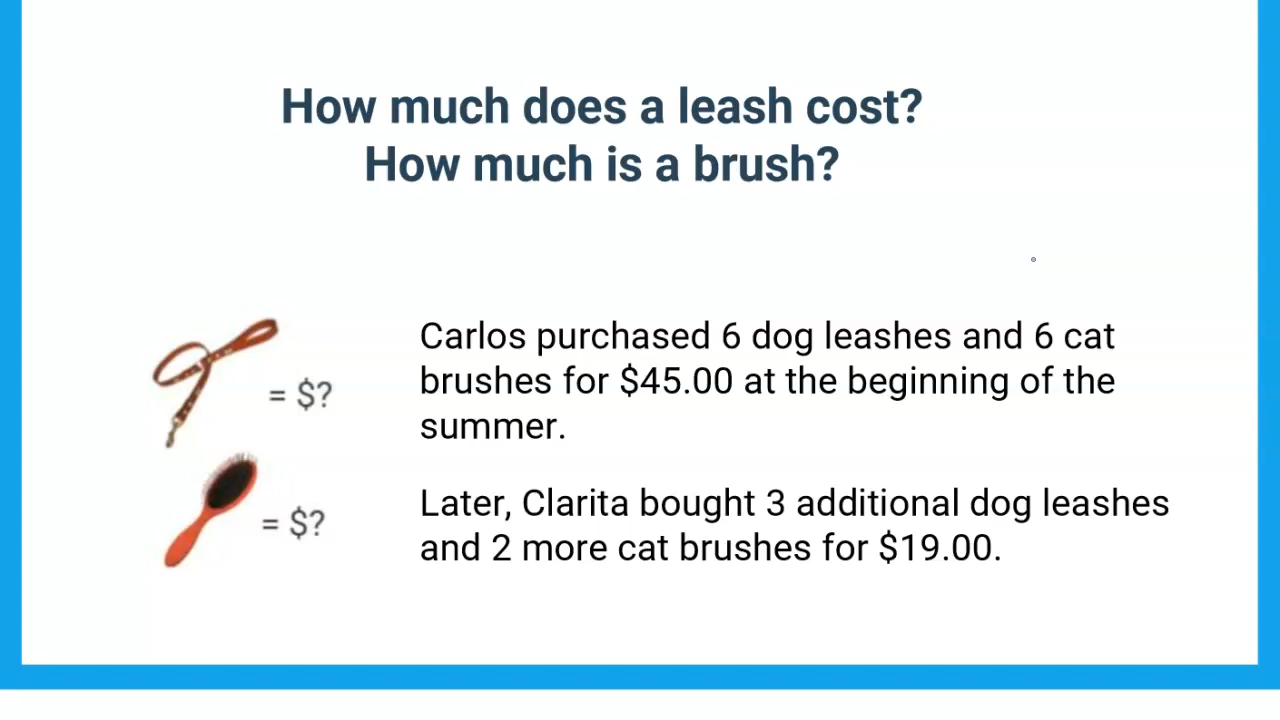 How much does a leash cost?
How much is a brush?
Carlos purchased 6 dog leashes and 6 cat
brushes for $45.00 at the beginning of the
summer.
= $?
Later, Clarita bought 3 additional dog leashes
and 2 more cat brushes for $19.00.
= $?